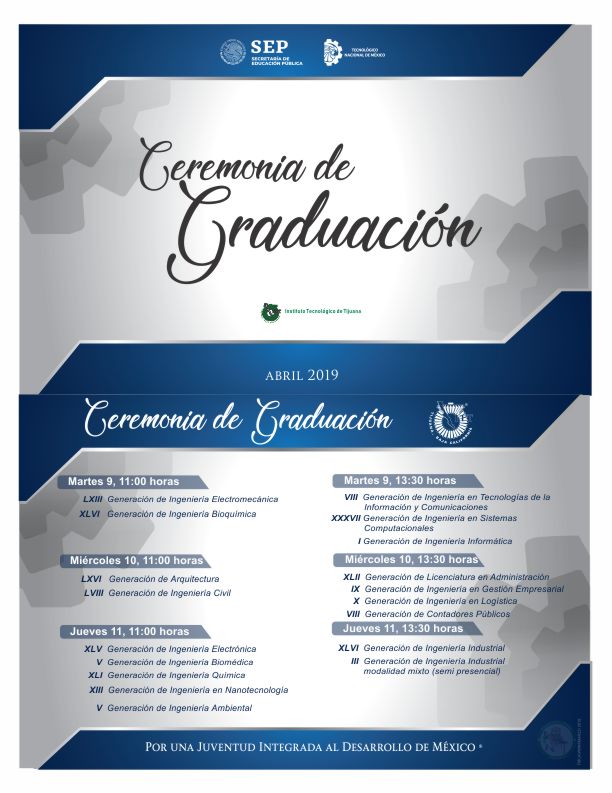 SEP
SECRETARÍA DE
EDUCACIÓN PÚBLICA
TECNOLÓGICO
NACIONAL DE MÉXICO
Ceremonia de
Graduación
Instituto Tecnológico de Tijuana
ABRIL 2019
Ceremonia de Graduación
Martes 9, 11:00 horas
LXIII Generación de Ingeniería Electromecánica
XLVI Generación de Ingeniería Bioquímica
Miércoles 10, 11:00 horas
LXVI Generación de Arquitectura
LVIII Generación de Ingeniería Civil
Jueves 11, 11:00 horas
XLV Generación de Ingeniería Electrónica
V Generación de Ingeniería Biomédica
XLI Generación de Ingeniería Química
XIII Generación de Ingeniería en Nanotecnología
V Generación de Ingeniería Ambiental
Martes 9, 13:30 horas
VIII Generación de Ingeniería en Tecnologías de la
Información y Comunicaciones
XXXVII Generación de Ingeniería en Sistemas
Computacionales
I Generación de Ingeniería Informática
Miércoles 10, 13:30 horas
XLII Generación de Licenciatura en Administración
IX Generación de Ingeniería en Gestión Empresarial
X Generación de Ingeniería en Logística
VIII Generación de Contadores Públicos
Jueves 11, 13:30 horas
XLVI Generación de Ingeniería Industrial
III Generación de Ingeniería Industrial
modalidad mixto (semi presencial)
POR UNA JUVENTUD INTEGRADA AL DESARROLLO DE MÉXICO ®